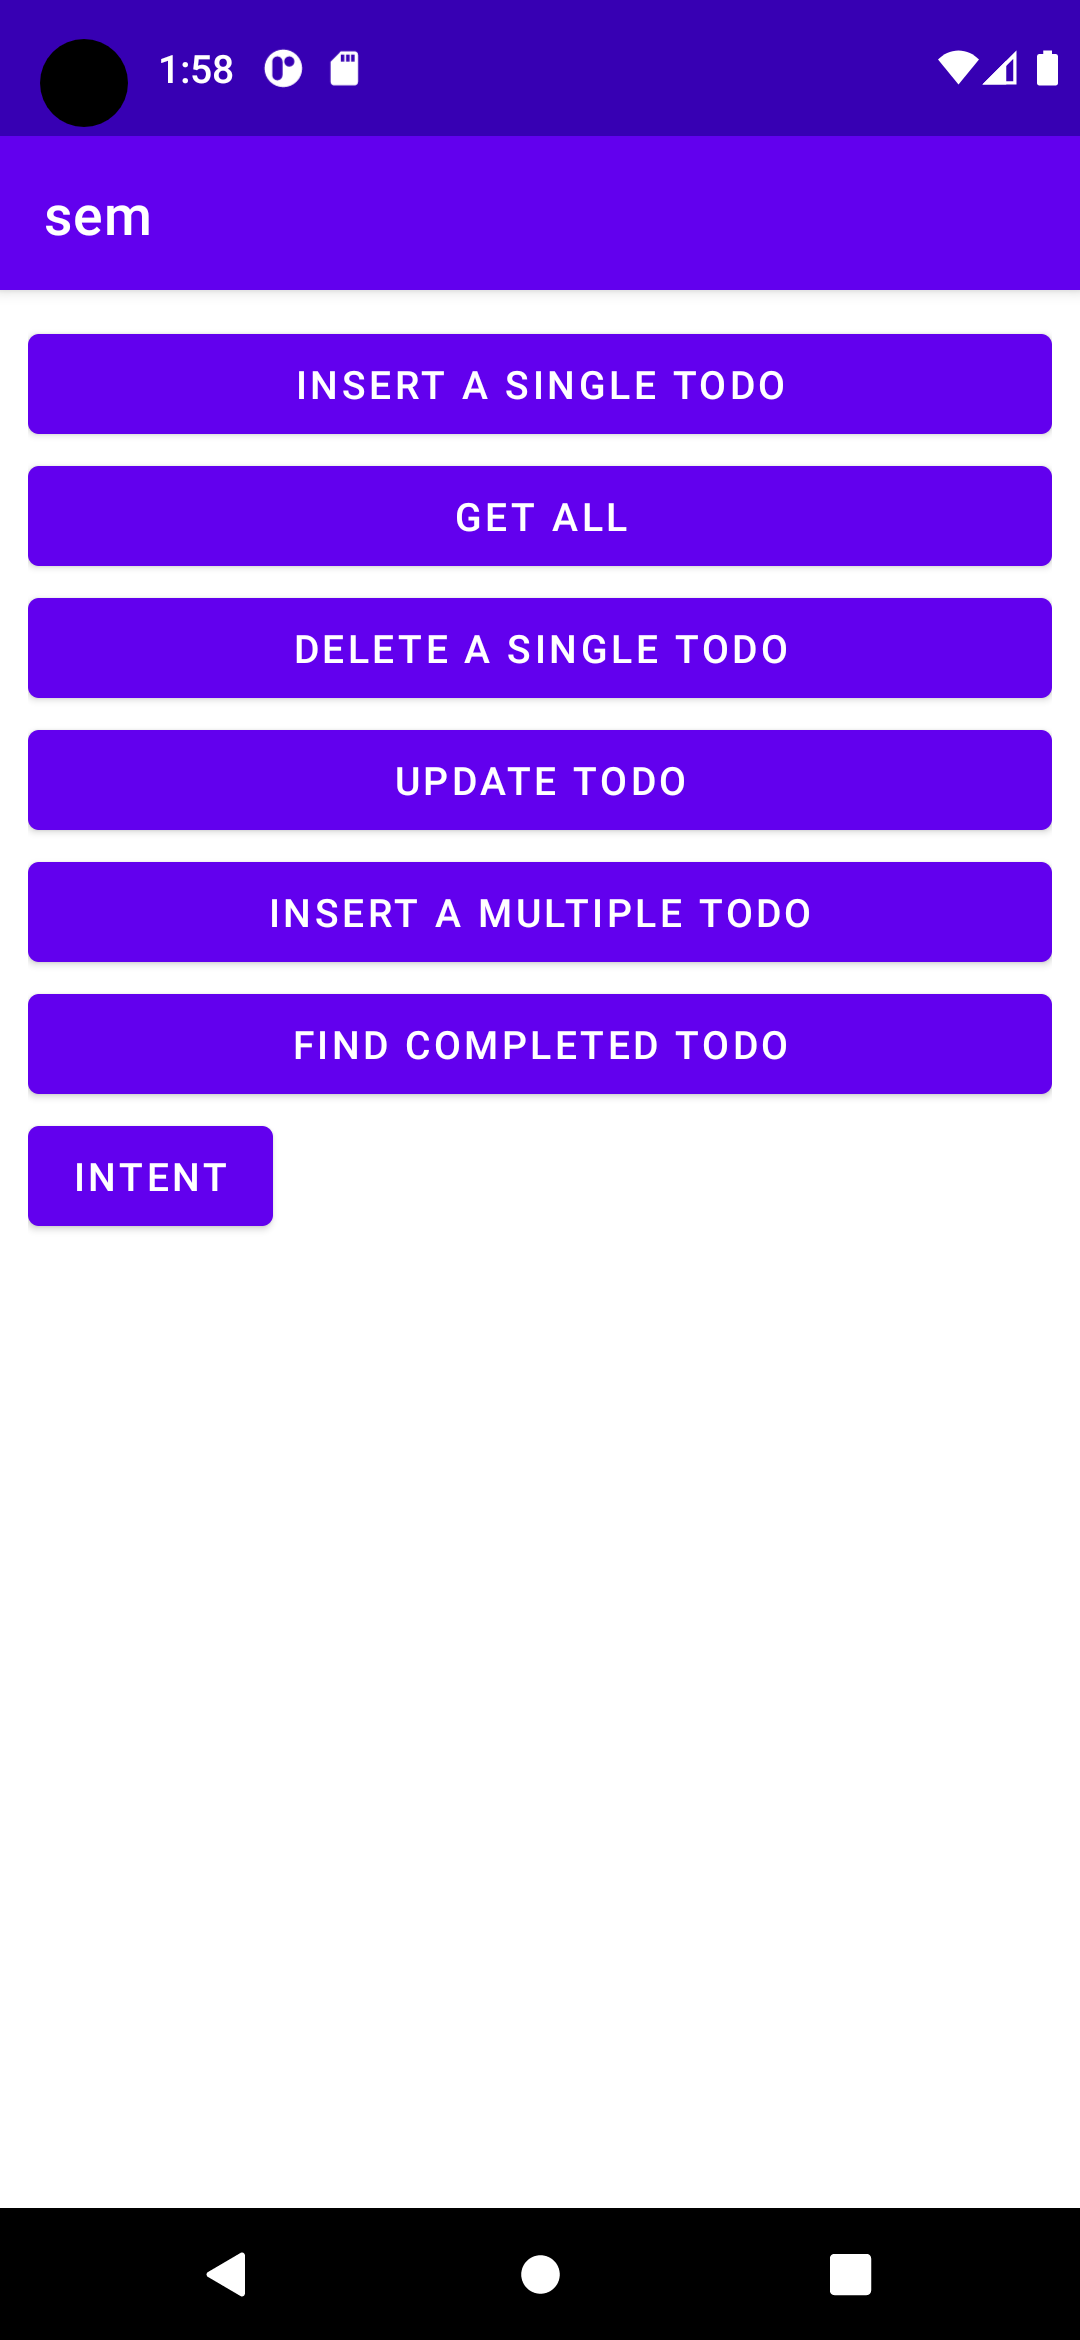 1:58
sem
INSERT A SINGLE TODO
GET ALL
DELETE A SINGLE TODO
UPDATE TODO
INSERT A MULTIPLE TODO
FIND COMPLETED TODO
INTENT